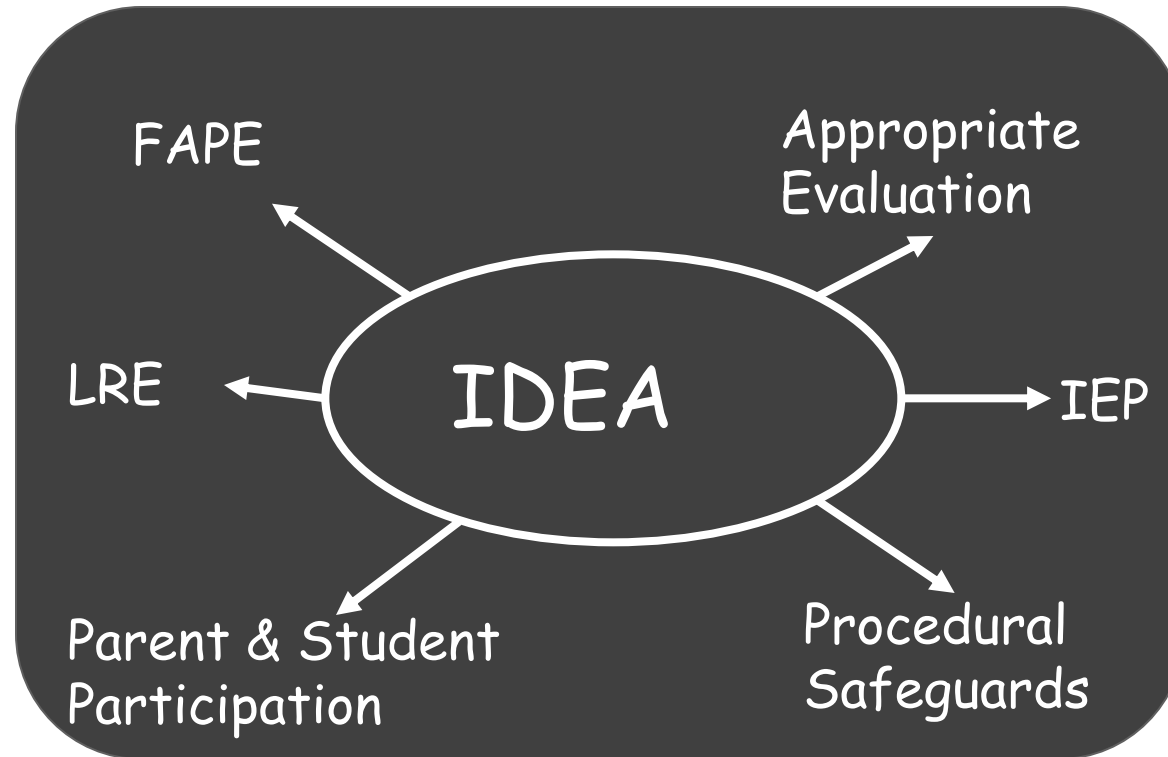 FAPE
Appropriate
Evaluation
IDEA
LRE
IEP
Parent & Student
Participation
Procedural
Safeguards